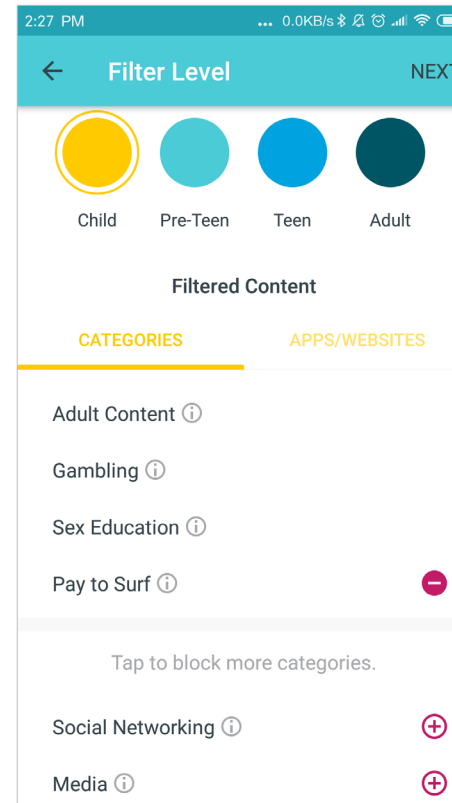 2:27 PM ... 0.0KB/s
Filter Level NEXT
Child Pre-Teen Teen Adult
Filtered Content
CATEGORIES APPS/WEBSITES
Adult Content
Gambling
Sex Education
Pay to Surf
Tap to block more categories.
Social Networking
Media